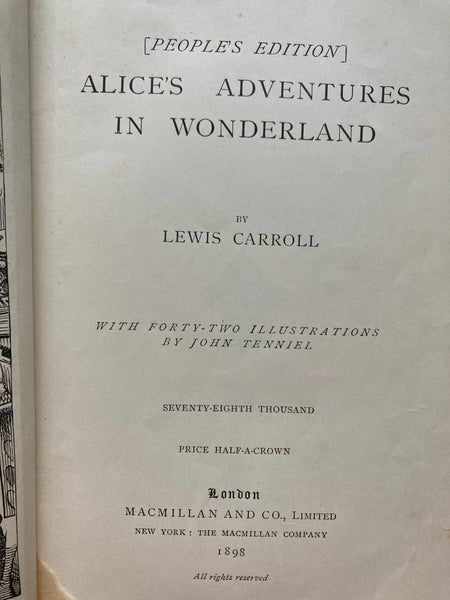 [PEOPLE'S EDITION]
ALICE'S ADVENTURES
IN WONDERLAND
BY
LEWIS CARROLL
WITH FORTY-TWO ILLUSTRATIONS
BY JOHN TENNIEL
SEVENTY-EIGHTH THOUSAND
PRICE HALF-A-CROWN
London
MACMILLAN AND CO., LIMITED
NEW YORK: THE MACMILLAN COMPANY
1898
All rights reserved